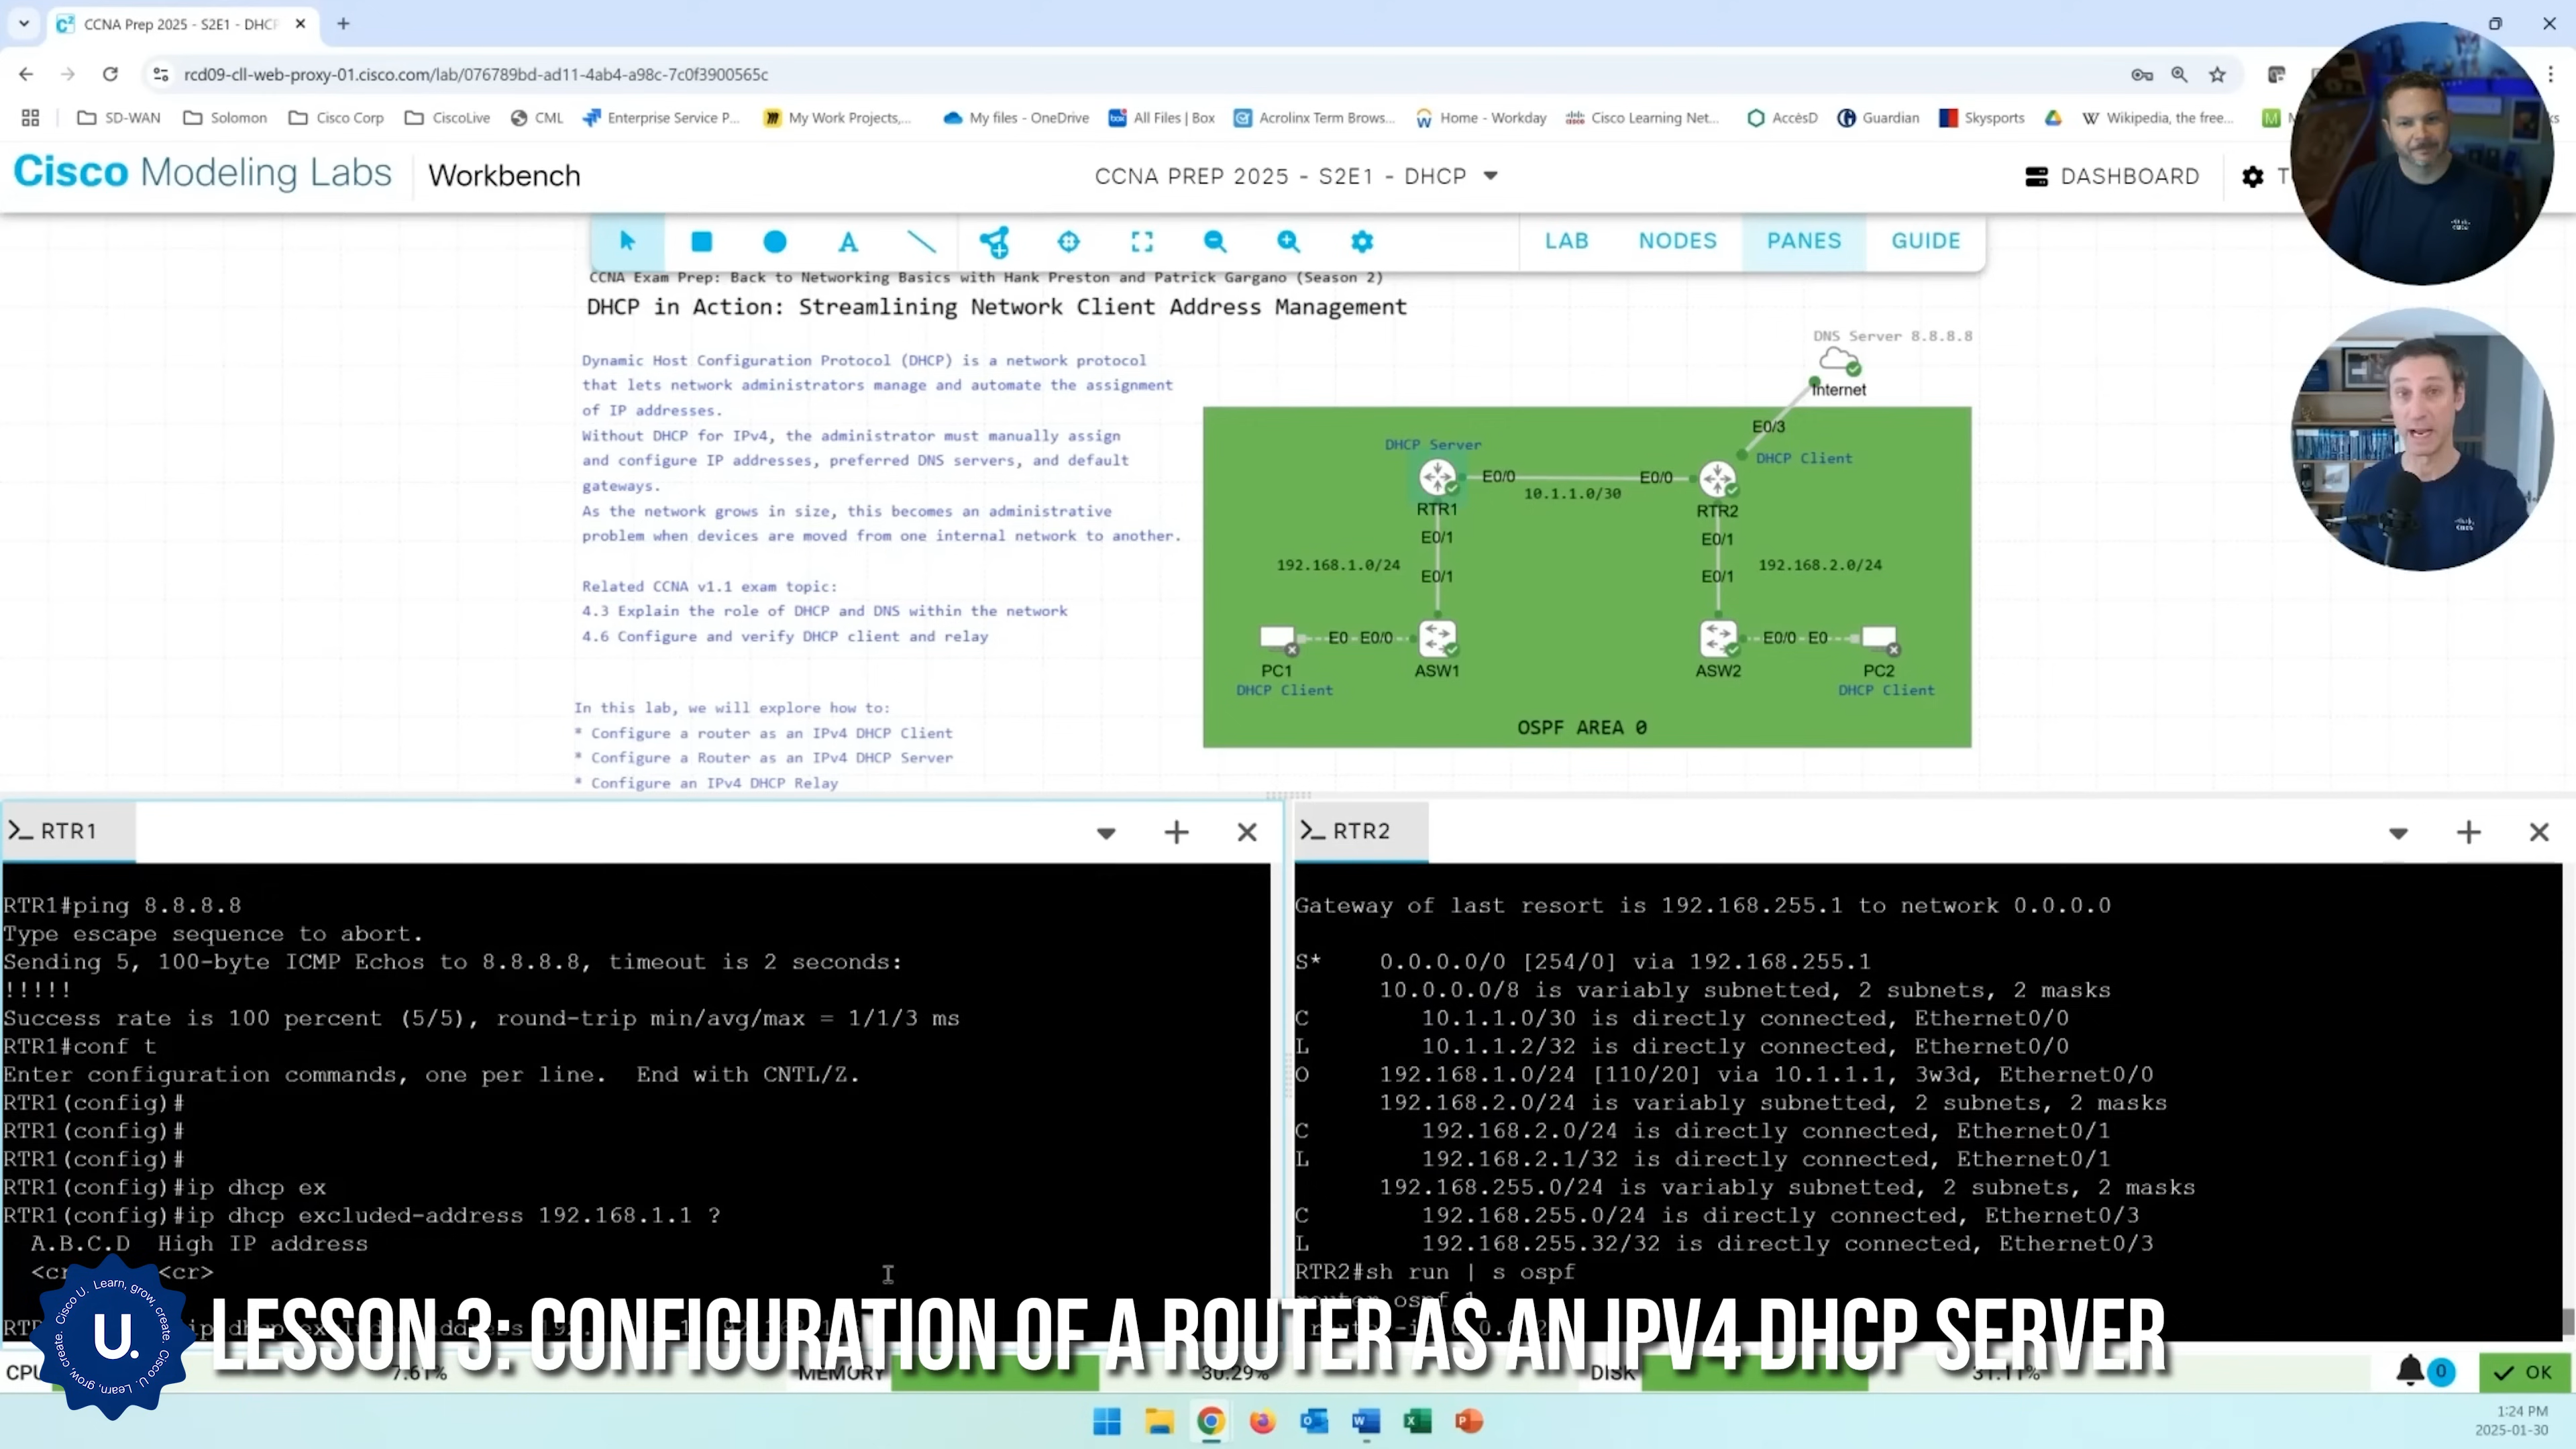 CCNA Prep 2025 - S2E1 - DHCP
rcd09-cll-web-proxy-01.cisco.com/lab/076789bd-ad11-4ab4-a98c-7c0f3900565c
SD-WAN Solomon Cisco Corp CiscoLive CML Enterprise Service P... My Work Projects,... My files - OneDrive All Files | Box Acrolinx Term Brows... Home - Workday Cisco Learning Net... AccèsD Guardian Skysports Wikipedia, the free...
Cisco Modeling Labs Workbench CCNA PREP 2025 - S2E1 - DHCP DASHBOARD
LAB NODES PANES GUIDE
CCNA Exam Prep: Back to Networking Basics with Hank Preston and Patrick Gargano (Season 2)
DHCP in Action: Streamlining Network Client Address Management
Dynamic Host Configuration Protocol (DHCP) is a network protocol
that lets network administrators manage and automate the assignment
of IP addresses.
Without DHCP for IPv4, the administrator must manually assign
and configure IP addresses, preferred DNS servers, and default
gateways.
As the network grows in size, this becomes an administrative
problem when devices are moved from one internal network to another.
Related CCNA v1.1 exam topic:
4.3 Explain the role of DHCP and DNS within the network
4.6 Configure and verify DHCP client and relay
In this lab, we will explore how to:
* Configure a router as an IPv4 DHCP Client
* Configure a Router as an IPv4 DHCP Server
* Configure an IPv4 DHCP Relay
DNS Server 8.8.8.8
Internet
E0/3
DHCP Server
DHCP Client
E0/0 E0/0
10.1.1.0/30
RTR1 RTR2
E0/1 E0/1
192.168.1.0/24 192.168.2.0/24
E0/1 E0/1
E0 E0/0 E0/0 E0
PC1 ASW1 ASW2 PC2
DHCP Client DHCP Client
OSPF AREA 0
RTR1
RTR1#ping 8.8.8.8
Type escape sequence to abort.
Sending 5, 100-byte ICMP Echos to 8.8.8.8, timeout is 2 seconds:
!!!!!
Success rate is 100 percent (5/5), round-trip min/avg/max = 1/1/3 ms
RTR1#conf t
Enter configuration commands, one per line.  End with CNTL/Z.
RTR1(config)#
RTR1(config)#
RTR1(config)#
RTR1(config)#ip dhcp ex
RTR1(config)#ip dhcp excluded-address 192.168.1.1 ?
A.B.C.D  High IP address
<cr>
RTR2
Gateway of last resort is 192.168.255.1 to network 0.0.0.0
S*    0.0.0.0/0 [254/0] via 192.168.255.1
10.0.0.0/8 is variably subnetted, 2 subnets, 2 masks
C        10.1.1.0/30 is directly connected, Ethernet0/0
L        10.1.1.2/32 is directly connected, Ethernet0/0
O     192.168.1.0/24 [110/20] via 10.1.1.1, 3w3d, Ethernet0/0
192.168.2.0/24 is variably subnetted, 2 subnets, 2 masks
C        192.168.2.0/24 is directly connected, Ethernet0/1
L        192.168.2.1/32 is directly connected, Ethernet0/1
192.168.255.0/24 is variably subnetted, 2 subnets, 2 masks
C        192.168.255.0/24 is directly connected, Ethernet0/3
L        192.168.255.32/32 is directly connected, Ethernet0/3
RTR2#sh run | s ospf
router ospf 1
Cisco U. Learn, grow, create.
U.
LESSON 3: CONFIGURATION OF A ROUTER AS AN IPV4 DHCP SERVER
CPU 7.61% MEMORY 30.29% DISK 31.11% 0 OK
1:24 PM
2025-01-30